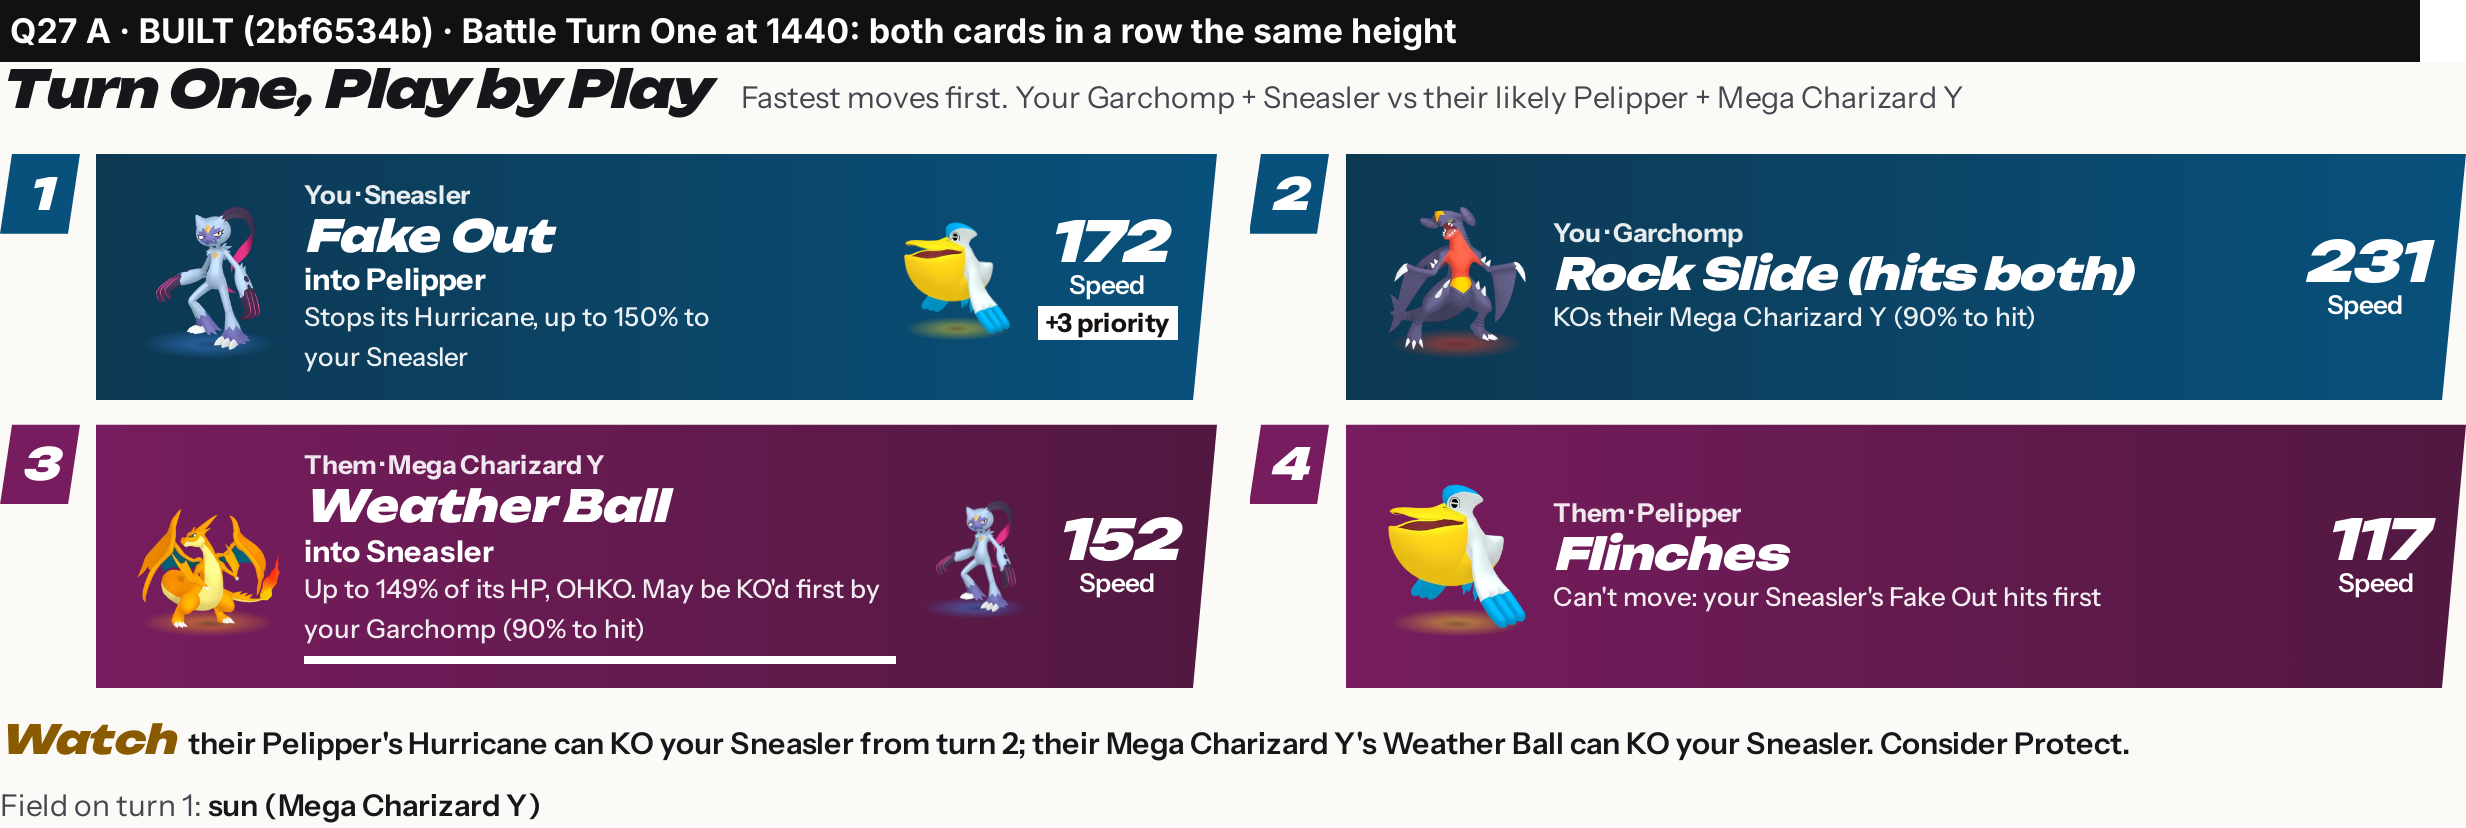 Q27 A · BUILT (2bf6534b) · Battle Turn One at 1440: both cards in a row the same height
Turn One, Play by Play Fastest moves first. Your Garchomp + Sneasler vs their likely Pelipper + Mega Charizard Y
1
You · Sneasler
Fake Out
into Pelipper
Stops its Hurricane, up to 150% to
your Sneasler
172
Speed
+3 priority
2
You · Garchomp
Rock Slide (hits both)
KOs their Mega Charizard Y (90% to hit)
231
Speed
3
Them · Mega Charizard Y
Weather Ball
into Sneasler
Up to 149% of its HP, OHKO. May be KO'd first by
your Garchomp (90% to hit)
152
Speed
4
Them · Pelipper
Flinches
Can't move: your Sneasler's Fake Out hits first
117
Speed
Watch their Pelipper's Hurricane can KO your Sneasler from turn 2; their Mega Charizard Y's Weather Ball can KO your Sneasler. Consider Protect.
Field on turn 1: sun (Mega Charizard Y)